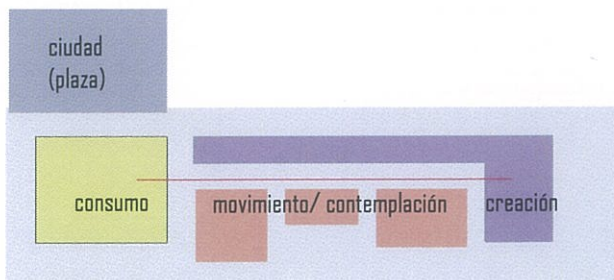 ciudad
(plaza)
consumo
movimiento/ contemplación
creación